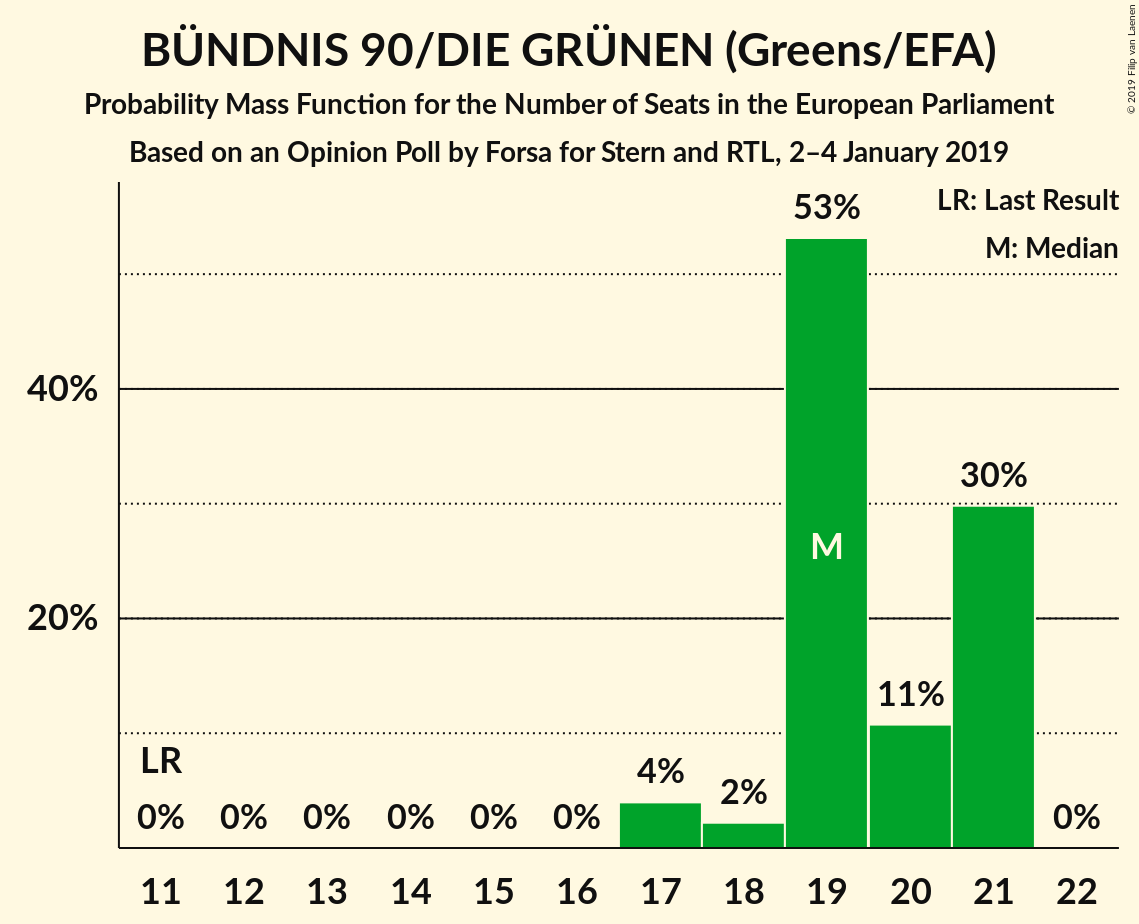 BÜNDNIS 90/DIE GRÜNEN (Greens/EFA)
Probability Mass Function for the Number of Seats in the European Parliament
Based on an Opinion Poll by Forsa for Stern and RTL, 2–4 January 2019
© 2019 Filip van Laenen
LR: Last Result
M: Median
53%
40%
30%
M
20%
11%
LR
4%
2%
0% 0% 0% 0% 0% 0% 0%
11 12 13 14 15 16 17 18 19 20 21 22